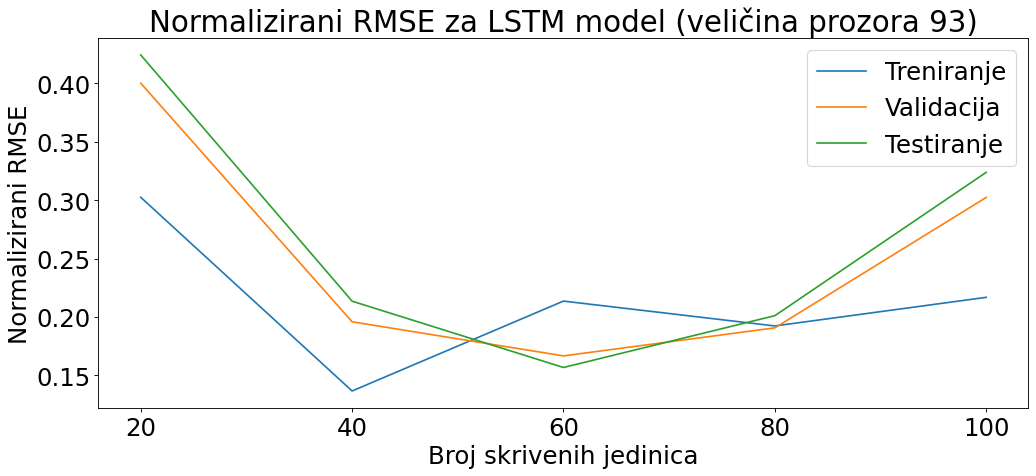 Normalizirani RMSE za LSTM model (veličina prozora 93)
Treniranje
Validacija
Testiranje
Normalizirani RMSE
0.40
0.35
0.30
0.25
0.20
0.15
20 40 60 80 100
Broj skrivenih jedinica